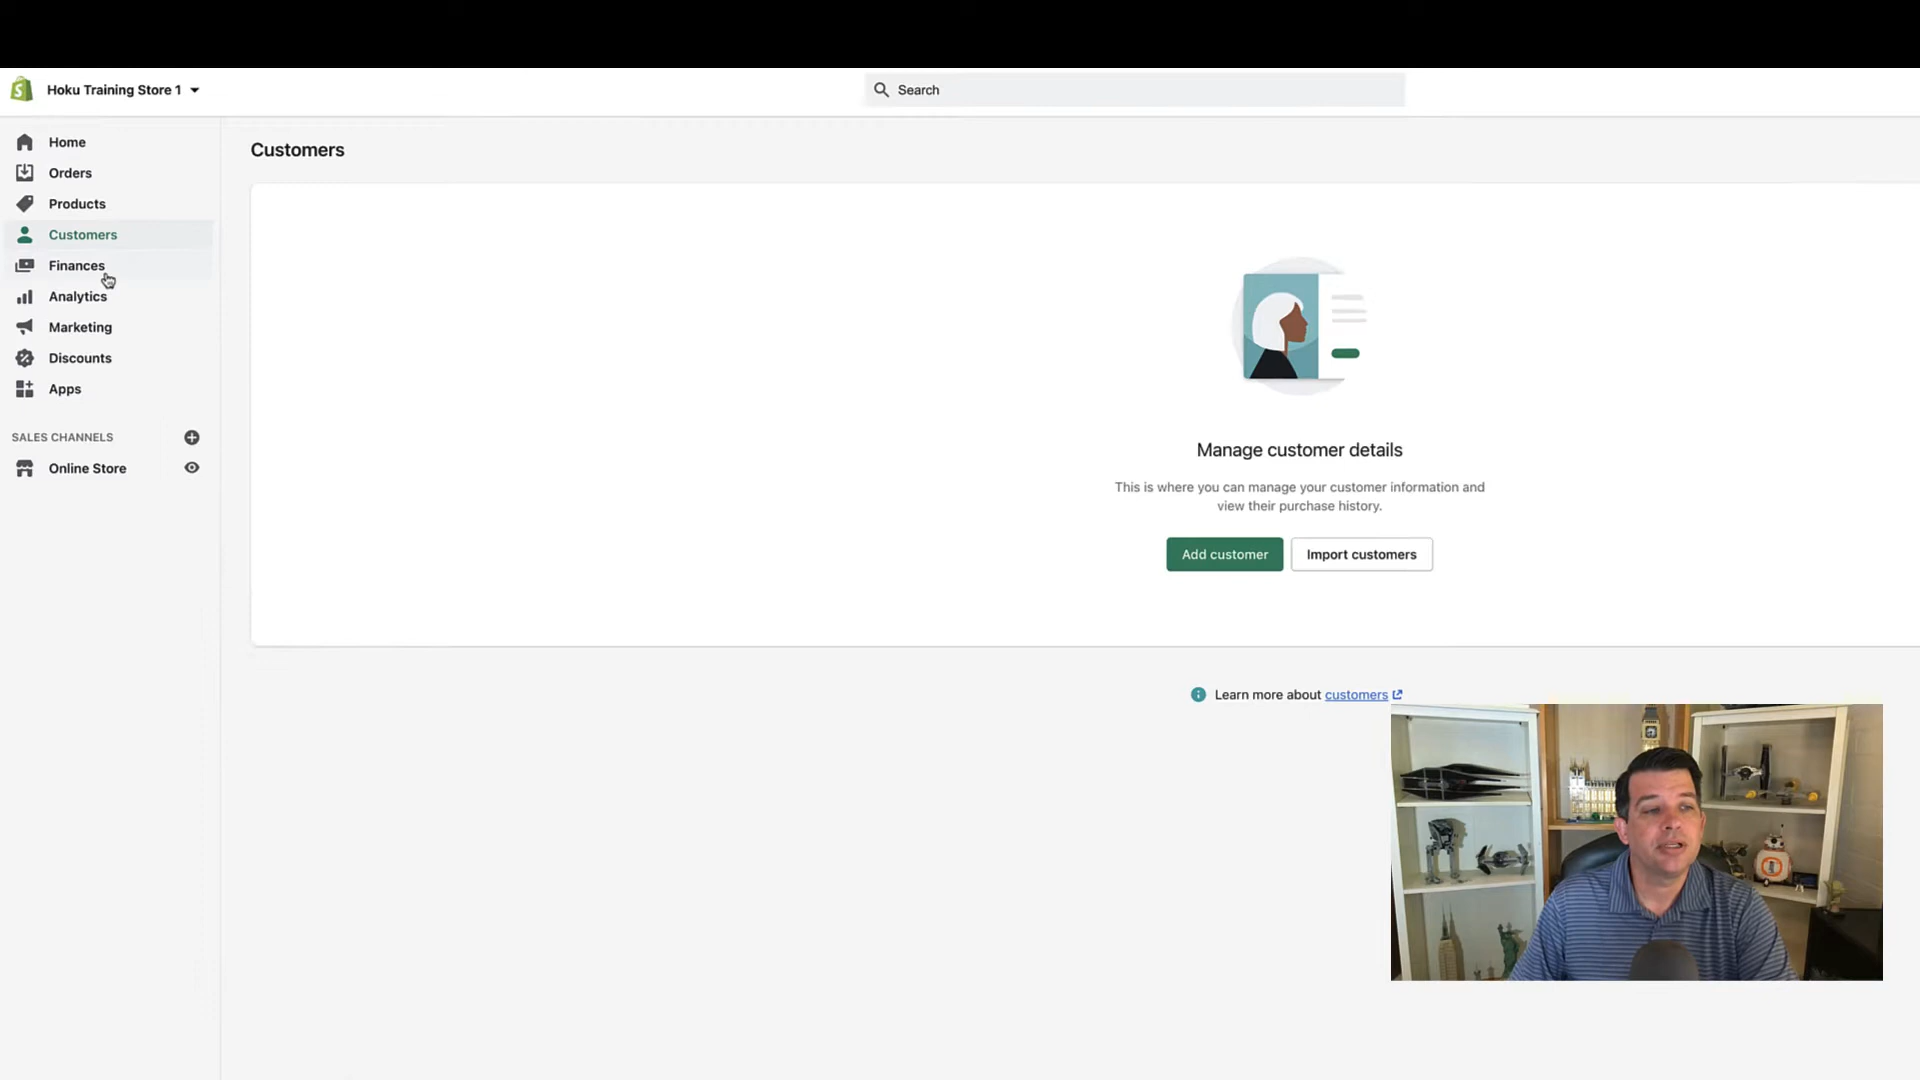 Hoku Training Store 1
Search
Home
Orders
Products
Customers
Finances
Analytics
Marketing
Discounts
Apps
SALES CHANNELS
Online Store
Customers
Manage customer details
This is where you can manage your customer information and
view their purchase history.
Add customer
Import customers
Learn more about customers